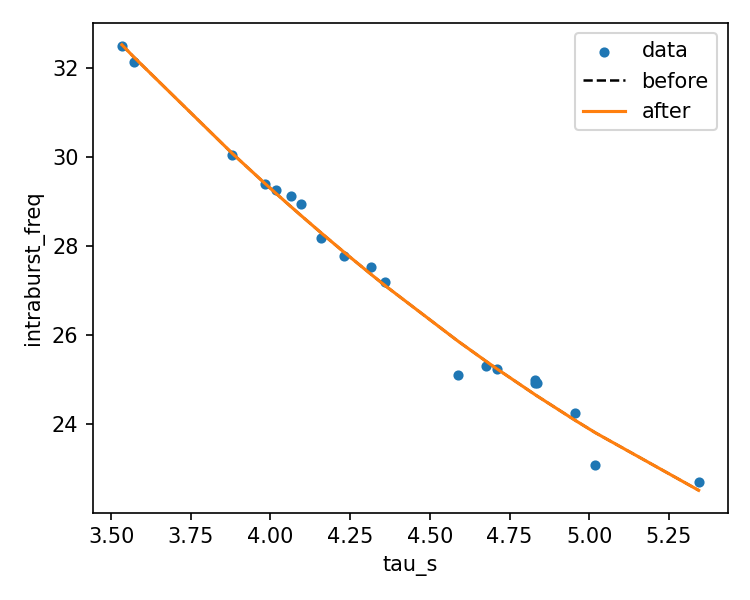 data
before
after
32
30
28
26
24
intraburst_freq
3.50 3.75 4.00 4.25 4.50 4.75 5.00 5.25
tau_s